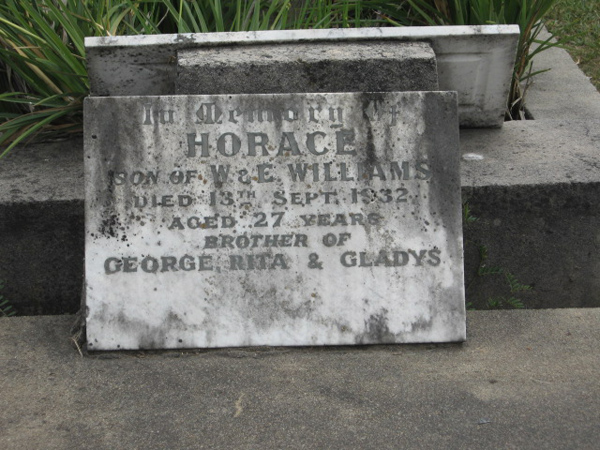 In Memory Of
HORACE
SON OF W. & E. WILLIAMS
DIED 13TH SEPT. 1932.
AGED 27 YEARS
BROTHER OF
GEORGE, RITA & GLADYS.